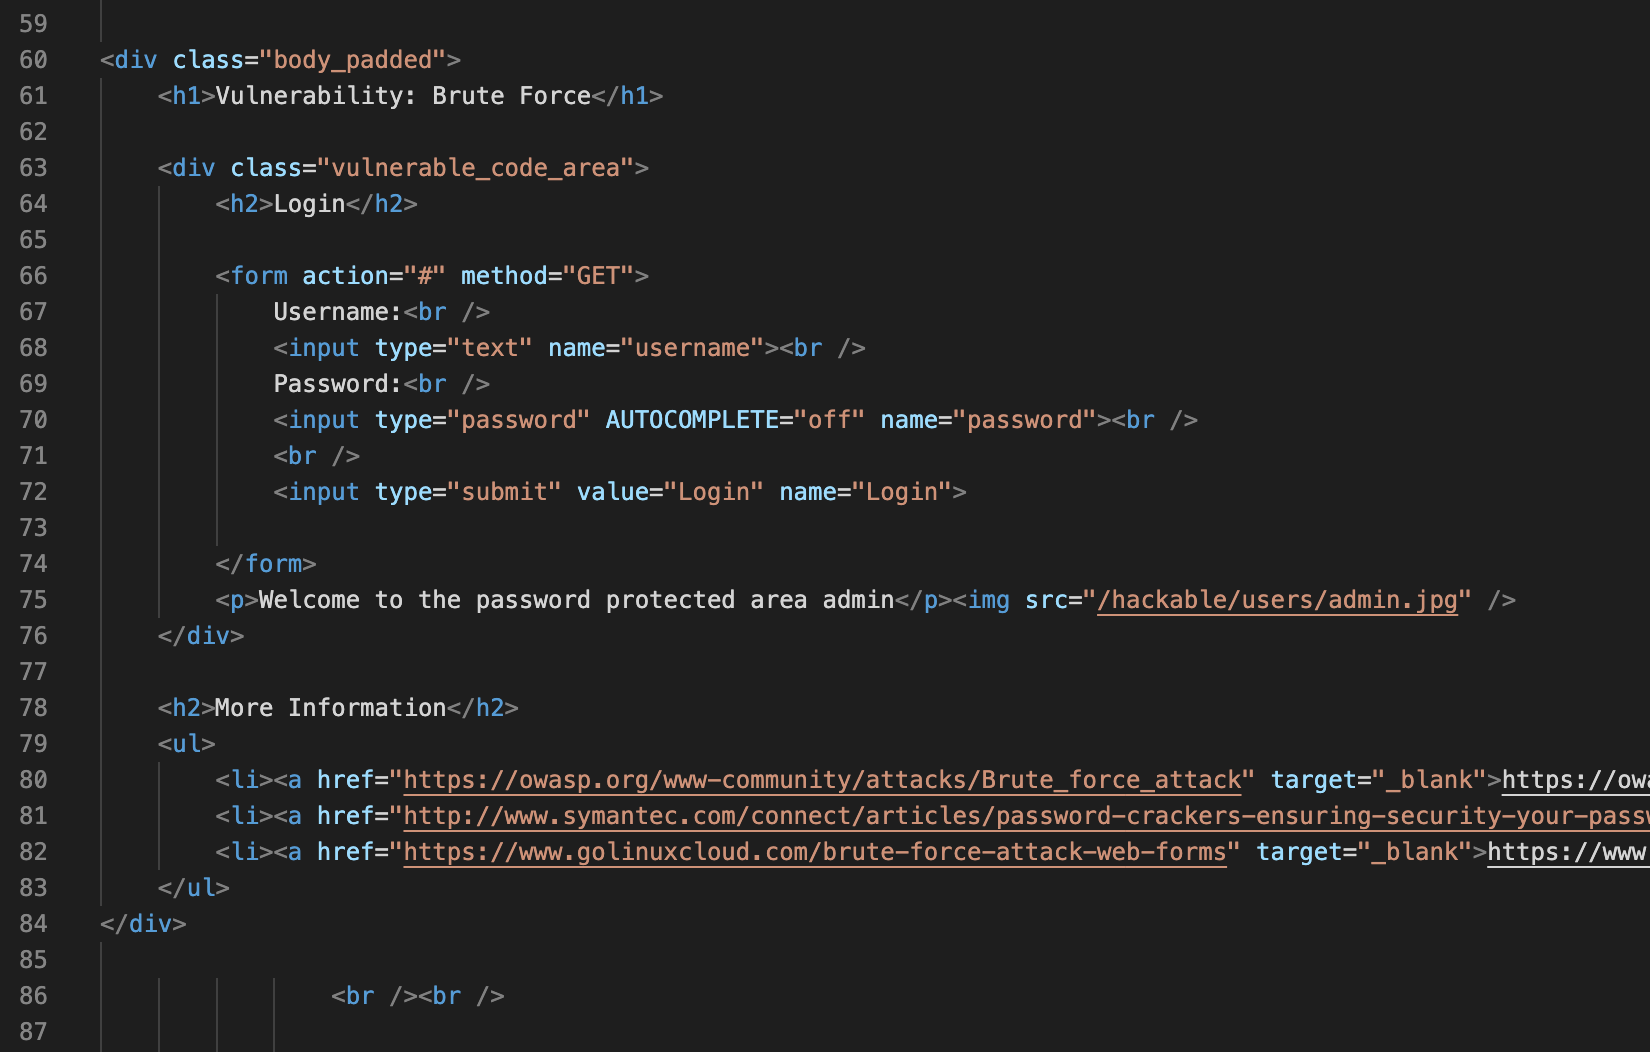 59
60 <div class="body_padded">
61 <h1>Vulnerability: Brute Force</h1>
62
63 <div class="vulnerable_code_area">
64 <h2>Login</h2>
65
66 <form action="#" method="GET">
67 Username:<br />
68 <input type="text" name="username"><br />
69 Password:<br />
70 <input type="password" AUTOCOMPLETE="off" name="password"><br />
71 <br />
72 <input type="submit" value="Login" name="Login">
73
74 </form>
75 <p>Welcome to the password protected area admin</p><img src="/hackable/users/admin.jpg" />
76 </div>
77
78 <h2>More Information</h2>
79 <ul>
80 <li><a href="https://owasp.org/www-community/attacks/Brute_force_attack" target="_blank">https://owa
81 <li><a href="http://www.symantec.com/connect/articles/password-crackers-ensuring-security-your-passw
82 <li><a href="https://www.golinuxcloud.com/brute-force-attack-web-forms" target="_blank">https://www
83 </ul>
84 </div>
85
86 <br /><br />
87